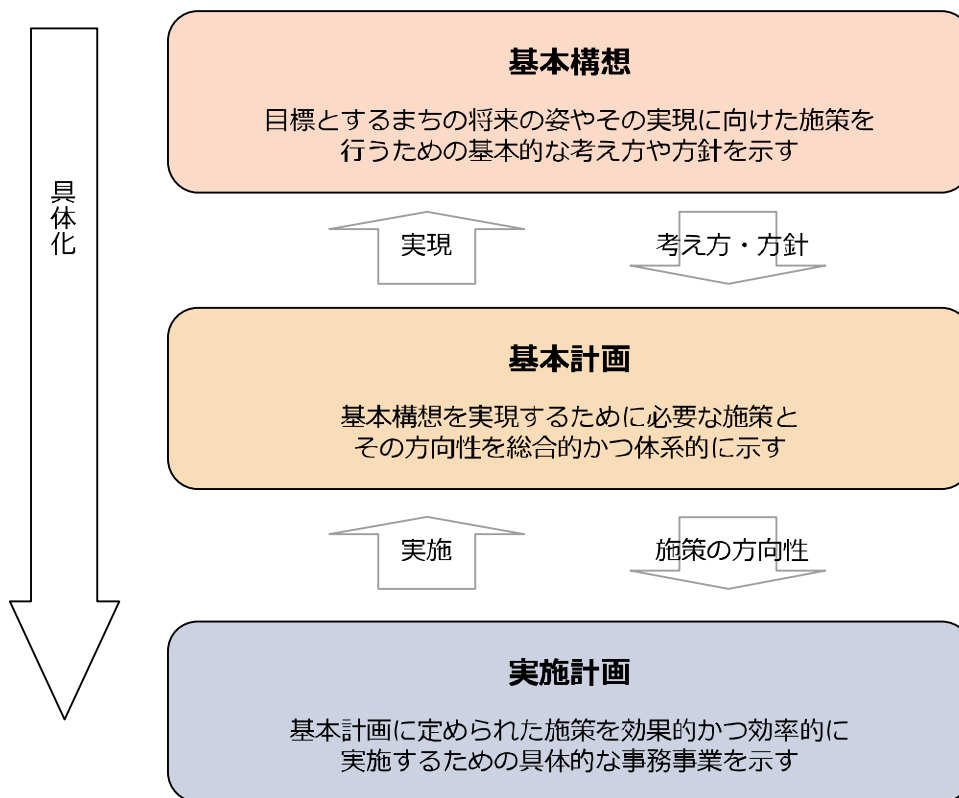 具体化
基本構想
目標とするまちの将来の姿やその実現に向けた施策を
行うための基本的な考え方や方針を示す
実現
考え方・方針
基本計画
基本構想を実現するために必要な施策と
その方向性を総合的かつ体系的に示す
実施
施策の方向性
実施計画
基本計画に定められた施策を効果的かつ効率的に
実施するための具体的な事務事業を示す